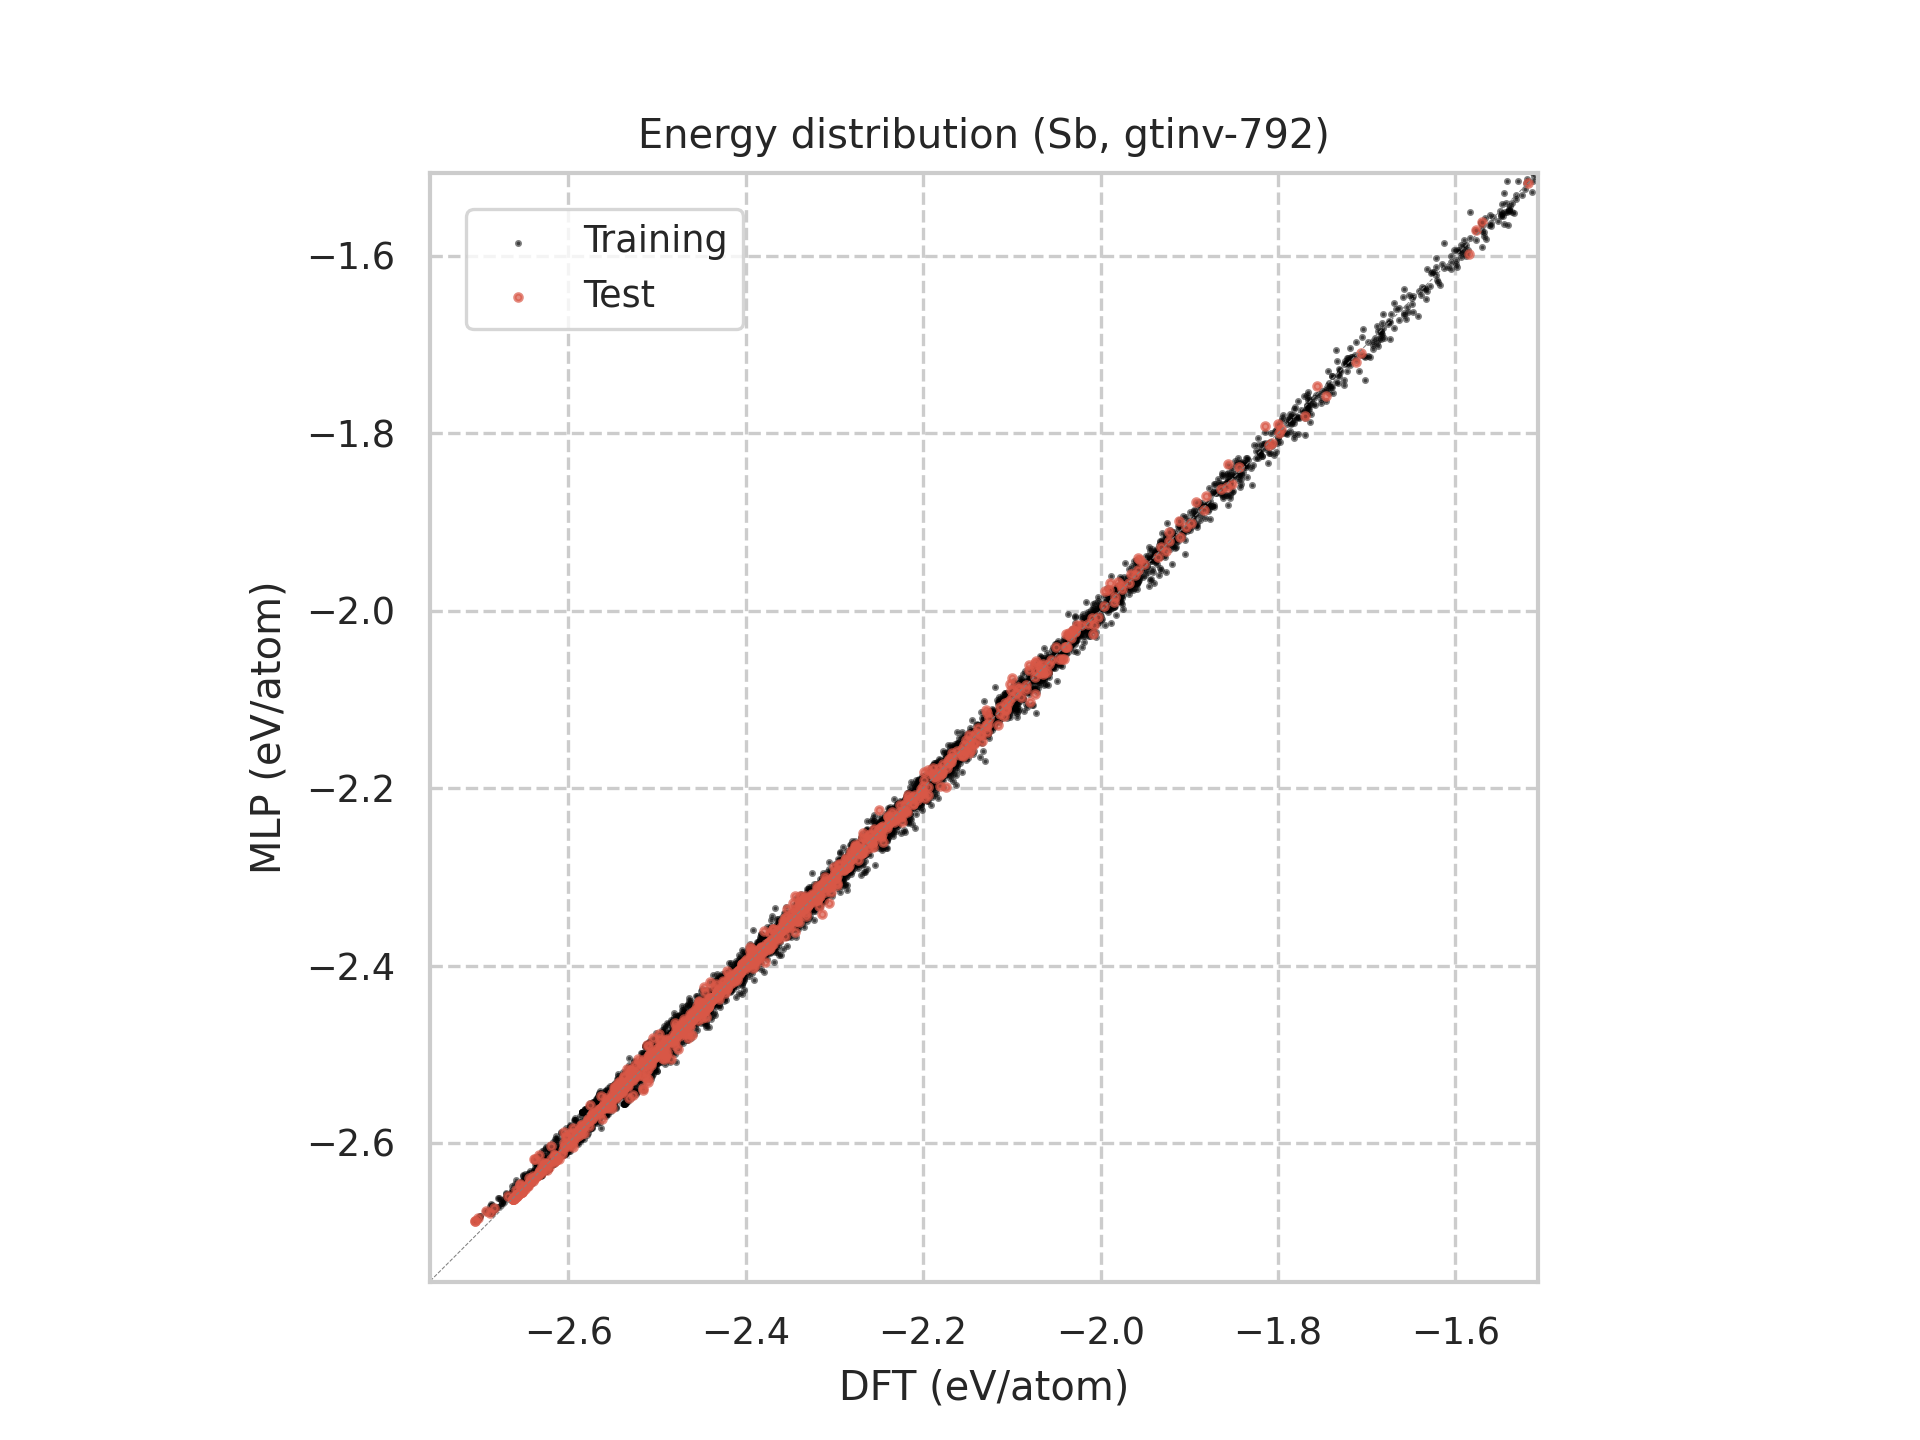 Energy distribution (Sb, gtinv-792)
Training
Test
−1.6
−1.8
−2.0
−2.2
−2.4
−2.6
MLP (eV/atom)
−2.6 −2.4 −2.2 −2.0 −1.8 −1.6
DFT (eV/atom)